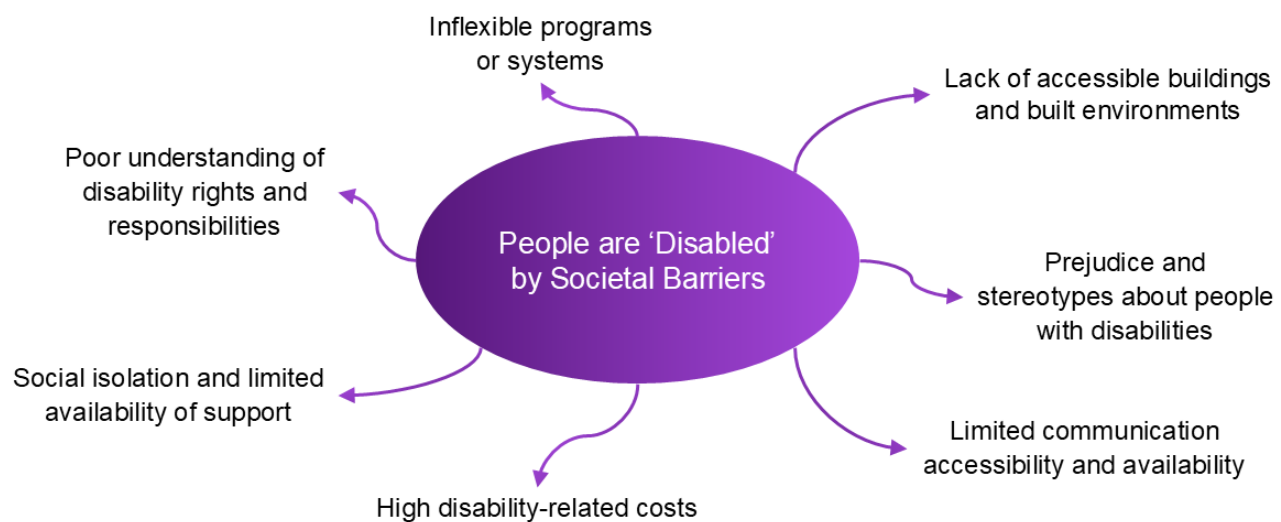 Inflexible programs
or systems
Lack of accessible buildings
and built environments
Poor understanding of
disability rights and
responsibilities
People are ‘Disabled’
by Societal Barriers
Prejudice and
stereotypes about people
with disabilities
Social isolation and limited
availability of support
Limited communication
accessibility and availability
High disability-related costs